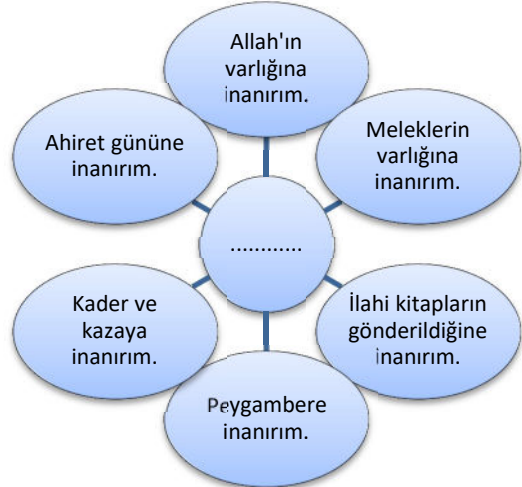 Allah'ın
varlığına
inanırım.
Meleklerin
varlığına
inanırım.
İlahi kitapların
gönderildiğine
inanırım.
Peygambere
inanırım.
Kader ve
kazaya
inanırım.
Ahiret gününe
inanırım.
............